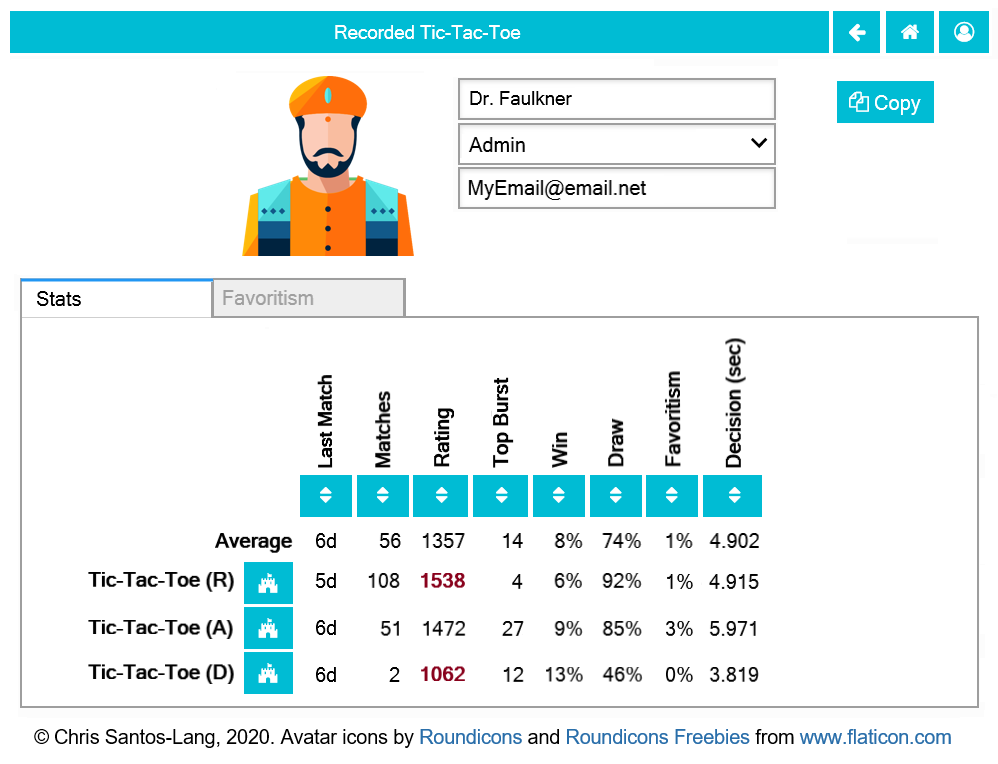 Recorded Tic-Tac-Toe
Dr. Faulkner
Copy
Admin
MyEmail@email.net
Stats
Favoritism
Last Match Matches Rating Top Burst Win Draw Favoritism Decision (sec)
Average 6d 56 1357 14 8% 74% 1% 4.902
Tic-Tac-Toe (R) 5d 108 1538 4 6% 92% 1% 4.915
Tic-Tac-Toe (A) 6d 51 1472 27 9% 85% 3% 5.971
Tic-Tac-Toe (D) 6d 2 1062 12 13% 46% 0% 3.819
© Chris Santos-Lang, 2020. Avatar icons by Roundicons and Roundicons Freebies from www.flaticon.com